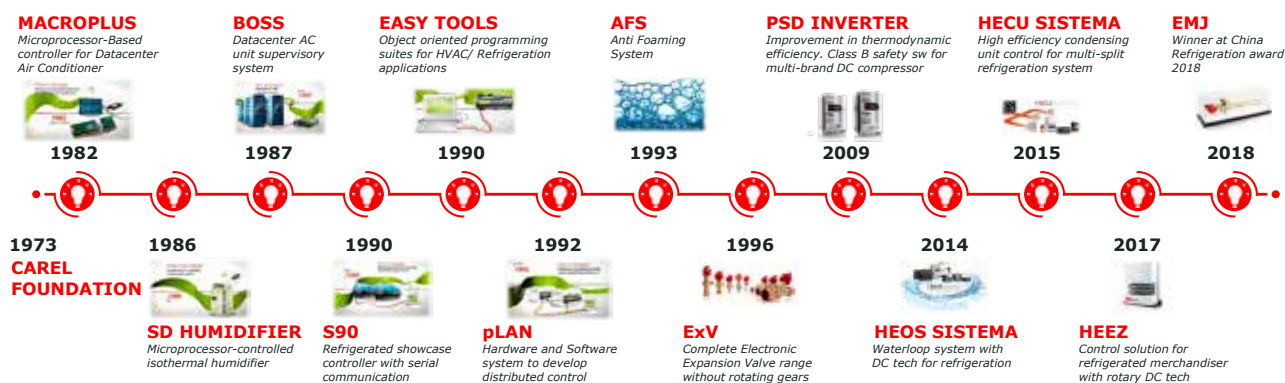 MACROPLUS
Microprocessor-Based
controller for Datacenter
Air Conditioner
1982
BOSS
Datacenter AC
unit supervisory
system
1987
EASY TOOLS
Object oriented programming
suites for HVAC/ Refrigeration
applications
1990
AFS
Anti Foaming
System
1993
PSD INVERTER
Improvement in thermodynamic
efficiency. Class B safety sw for
multi-brand DC compressor
2009
HECU SISTEMA
High efficiency condensing
unit control for multi-split
refrigeration system
2015
EMJ
Winner at China
Refrigeration award
2018
2018
1973
CAREL
FOUNDATION
1986
SD HUMIDIFIER
Microprocessor-controlled
isothermal humidifier
1990
S90
Refrigerated showcase
controller with serial
communication
1992
pLAN
Hardware and Software
system to develop
distributed control
1996
ExV
Complete Electronic
Expansion Valve range
without rotating gears
2014
HEOS SISTEMA
Waterloop system with
DC tech for refrigeration
2017
HEEZ
Control solution for
refrigerated merchandiser
with rotary DC tech